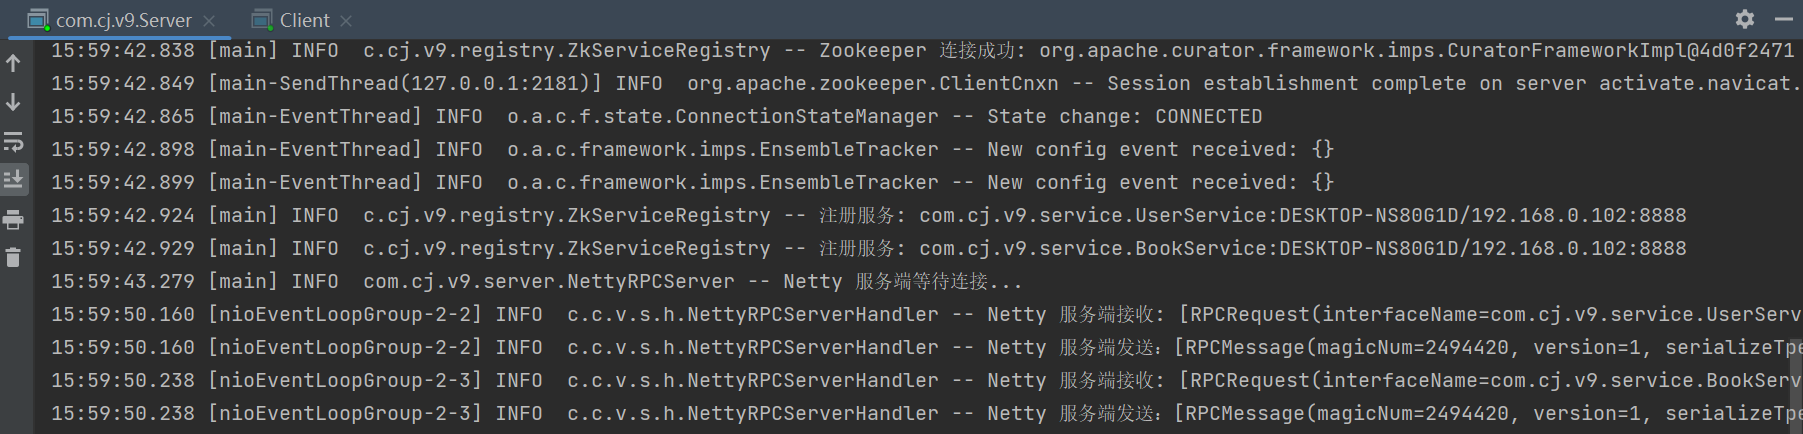 com.cj.v9.Server Client
15:59:42.838 [main] INFO  c.cj.v9.registry.ZkServiceRegistry -- Zookeeper 连接成功: org.apache.curator.framework.imps.CuratorFrameworkImpl@4d0f2471
15:59:42.849 [main-SendThread(127.0.0.1:2181)] INFO  org.apache.zookeeper.ClientCnxn -- Session establishment complete on server activate.navicat.
15:59:42.865 [main-EventThread] INFO  o.a.c.f.state.ConnectionStateManager -- State change: CONNECTED
15:59:42.898 [main-EventThread] INFO  o.a.c.framework.imps.EnsembleTracker -- New config event received: {}
15:59:42.899 [main-EventThread] INFO  o.a.c.framework.imps.EnsembleTracker -- New config event received: {}
15:59:42.924 [main] INFO  c.cj.v9.registry.ZkServiceRegistry -- 注册服务: com.cj.v9.service.UserService:DESKTOP-NS80G1D/192.168.0.102:8888
15:59:42.929 [main] INFO  c.cj.v9.registry.ZkServiceRegistry -- 注册服务: com.cj.v9.service.BookService:DESKTOP-NS80G1D/192.168.0.102:8888
15:59:43.279 [main] INFO  com.cj.v9.server.NettyRPCServer -- Netty 服务端等待连接...
15:59:50.160 [nioEventLoopGroup-2-2] INFO  c.c.v.s.h.NettyRPCServerHandler -- Netty 服务端接收: [RPCRequest(interfaceName=com.cj.v9.service.UserServ
15:59:50.160 [nioEventLoopGroup-2-2] INFO  c.c.v.s.h.NettyRPCServerHandler -- Netty 服务端发送：[RPCMessage(magicNum=2494420, version=1, serializeTpe
15:59:50.238 [nioEventLoopGroup-2-3] INFO  c.c.v.s.h.NettyRPCServerHandler -- Netty 服务端接收: [RPCRequest(interfaceName=com.cj.v9.service.BookServ
15:59:50.238 [nioEventLoopGroup-2-3] INFO  c.c.v.s.h.NettyRPCServerHandler -- Netty 服务端发送：[RPCMessage(magicNum=2494420, version=1, serializeTpe